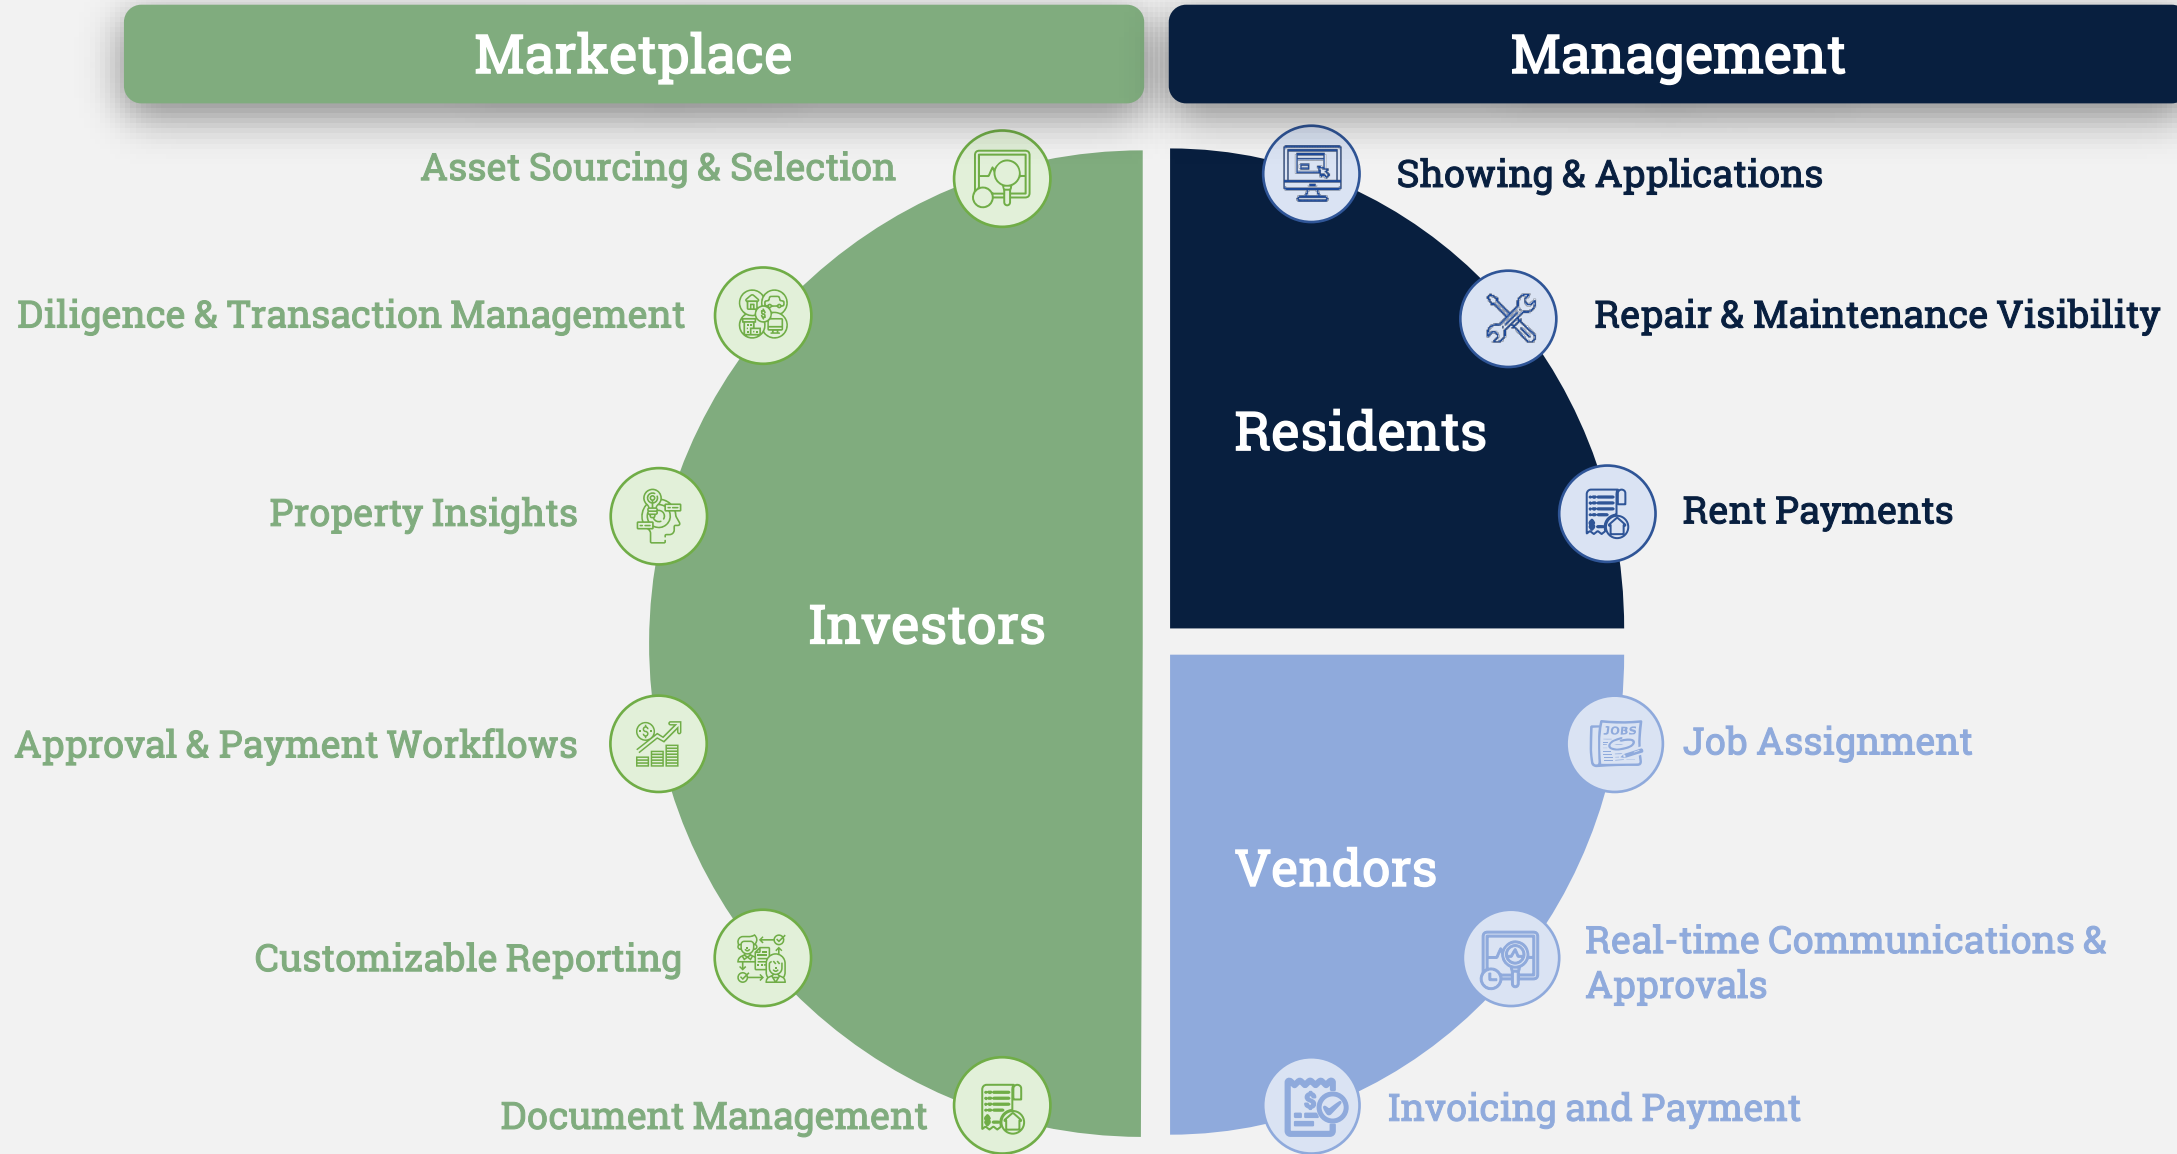 Marketplace
Management
Asset Sourcing & Selection
Diligence & Transaction Management
Property Insights
Approval & Payment Workflows
Customizable Reporting
Document Management
Investors
Showing & Applications
Repair & Maintenance Visibility
Rent Payments
Residents
JOBS
Job Assignment
Real-time Communications &
Approvals
Invoicing and Payment
Vendors